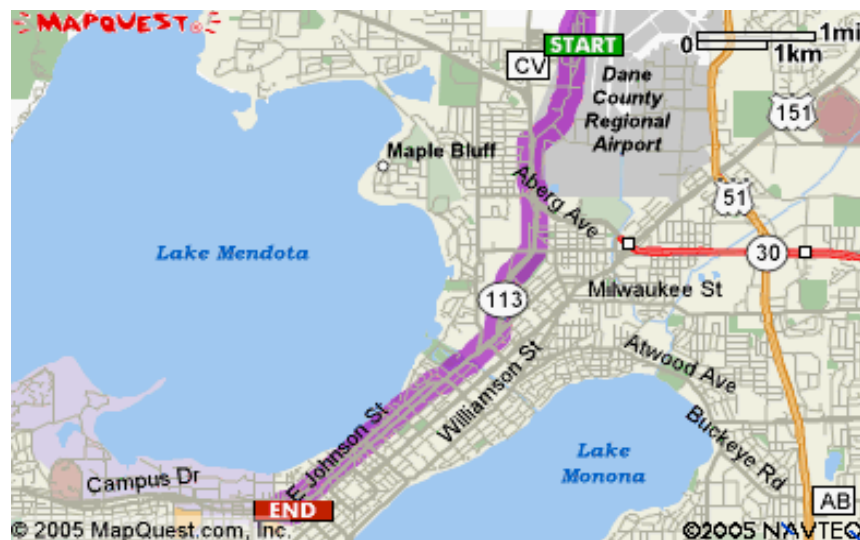 MAPQUEST®
START
1mi
0
1km
CV
Dane
County
Regional
Airport
151
Maple Bluff
Aberg Ave
51
Lake Mendota
30
113
Milwaukee St
Atwood Ave
Williamson St
Buckeye Rd
E Johnson St
Lake
Monona
Campus Dr
AB
END
© 2005 MapQuest.com, Inc.
©2005 NAVTEQ